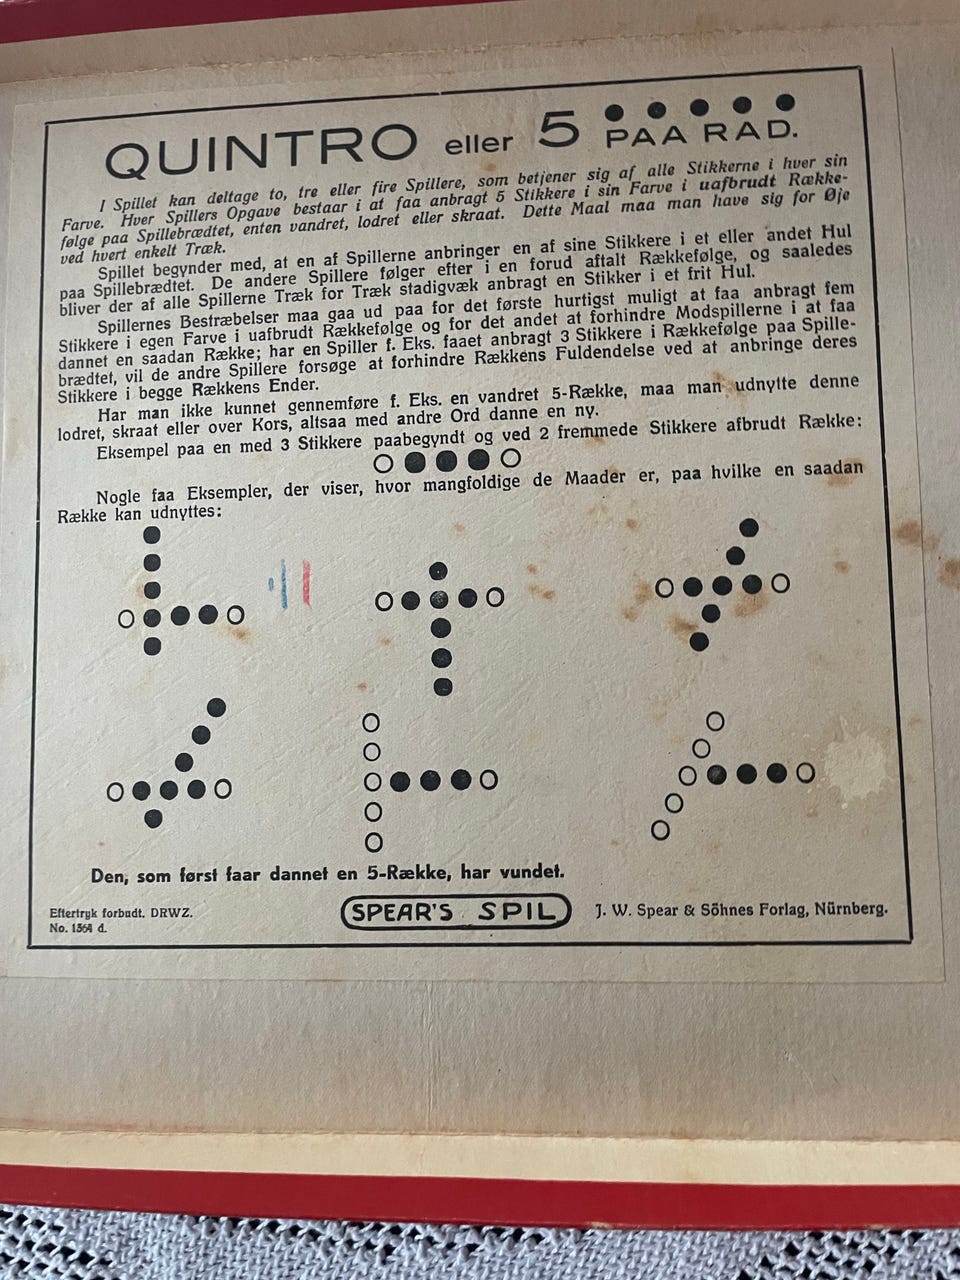 QUINTRO eller 5 PAA RAD.
I Spillet kan deltage to, tre eller fire Spillere, som betjener sig af alle Stikkerne i hver sin
Farve. Hver Spillers Opgave bestaar i at faa anbragt 5 Stikkere i sin Farve i uafbrudt Række-
følge paa Spillebrædtet, enten vandret, lodret eller skraat. Dette Maal maa man have sig for Øje
ved hvert enkelt Træk.
Spillet begynder med, at en af Spillerne anbringer en af sine Stikkere i et eller andet Hul
paa Spillebrædtet. De andre Spillere følger efter i en forud aftalt Rækkefølge, og saaledes
bliver der af alle Spillerne Træk for Træk stadigvæk anbragt en Stikker i et frit Hul.
Spillernes Bestræbelser maa gaa ud paa for det første hurtigst muligt at faa anbragt fem
Stikkere i egen Farve i uafbrudt Rækkefølge og for det andet at forhindre Modspillerne i at faa
dannet en saadan Række; har en Spiller f. Eks. faaet anbragt 3 Stikkere i Rækkefølge paa Spille-
brædtet, vil de andre Spillere forsøge at forhindre Rækkens Fuldendelse ved at anbringe deres
Stikkere i begge Rækkens Ender.
Har man ikke kunnet gennemføre f. Eks. en vandret 5-Række, maa man udnytte denne
lodret, skraat eller over Kors, altsaa med andre Ord danne en ny.
Eksempel paa en med 3 Stikkere paabegyndt og ved 2 fremmede Stikkere afbrudt Række:
Nogle faa Eksempler, der viser, hvor mangfoldige de Maader er, paa hvilke en saadan
Række kan udnyttes:
Den, som først faar dannet en 5-Række, har vundet.
Eftertryk forbudt. DRWZ.
No. 1364 d.
SPEAR'S SPIL
J. W. Spear & Söhnes Forlag, Nürnberg.